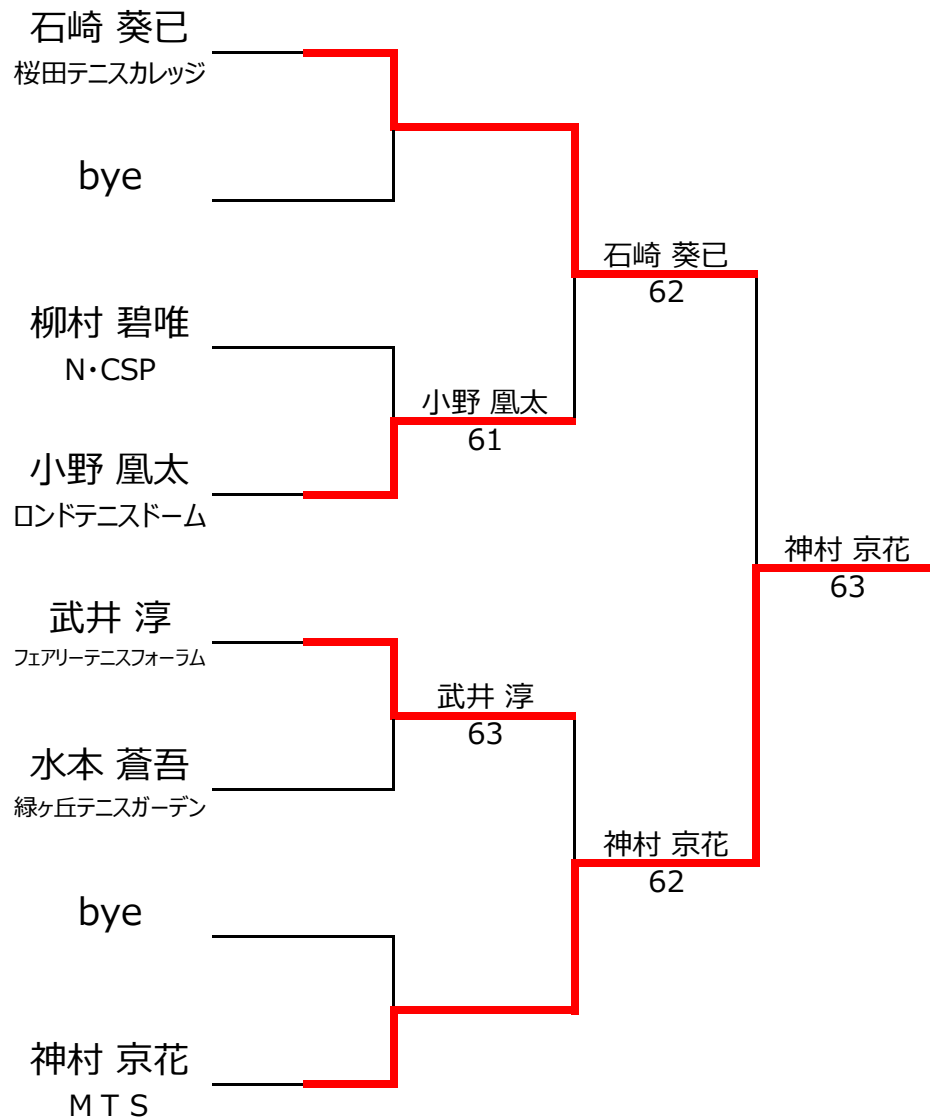 石崎 葵已
桜田テニスカレッジ
bye
柳村 碧唯
N・CSP
小野 凰太
ロンドテニスドーム
武井 淳
フェアリーテニスフォーラム
水本 蒼吾
緑ヶ丘テニスガーデン
bye
神村 京花
ＭＴＳ
小野 凰太
61
武井 淳
63
石崎 葵已
62
神村 京花
62
神村 京花
63